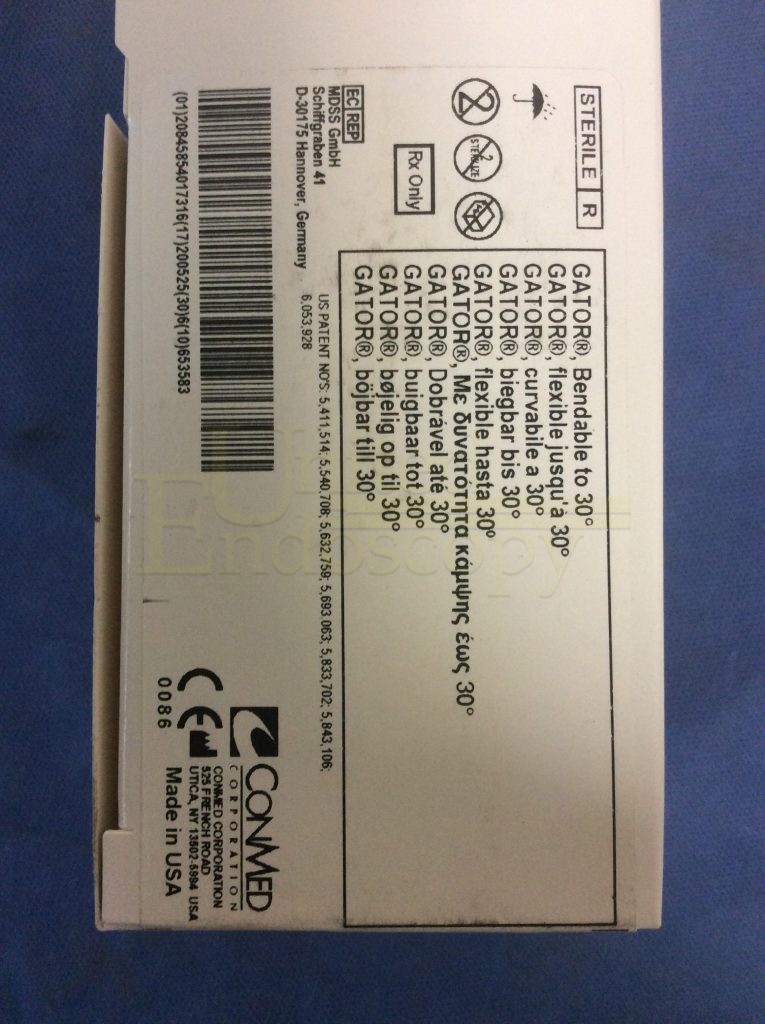 STERILE R
2
2
STERILIZE
Rx Only
GATOR®, Bendable to 30°
GATOR®, flexible jusqu'à 30°
GATOR®, curvabile a 30°
GATOR®, biegbar bis 30°
GATOR®, flexible hasta 30°
GATOR®, Με δυνατότητα κάμψης έως 30°
GATOR®, Dobrável até 30°
GATOR®, buigbaar tot 30°
GATOR®, bøjelig op til 30°
GATOR®, böjbar till 30°
EC REP
MDSS GmbH
Schiffgraben 41
D-30175 Hannover, Germany
US PATENT NO'S: 5,411,514; 5,540,708; 5,632,759; 5,693,063; 5,833,702; 5,843,106;
6,053,928
(01)20845854017316(17)200525(30)6(10)653583
CONMED
CORPORATION
CONMED CORPORATION
525 FRENCH ROAD
UTICA, NY 13502-5994 USA
Made in USA
CE
0086
Endoscopy